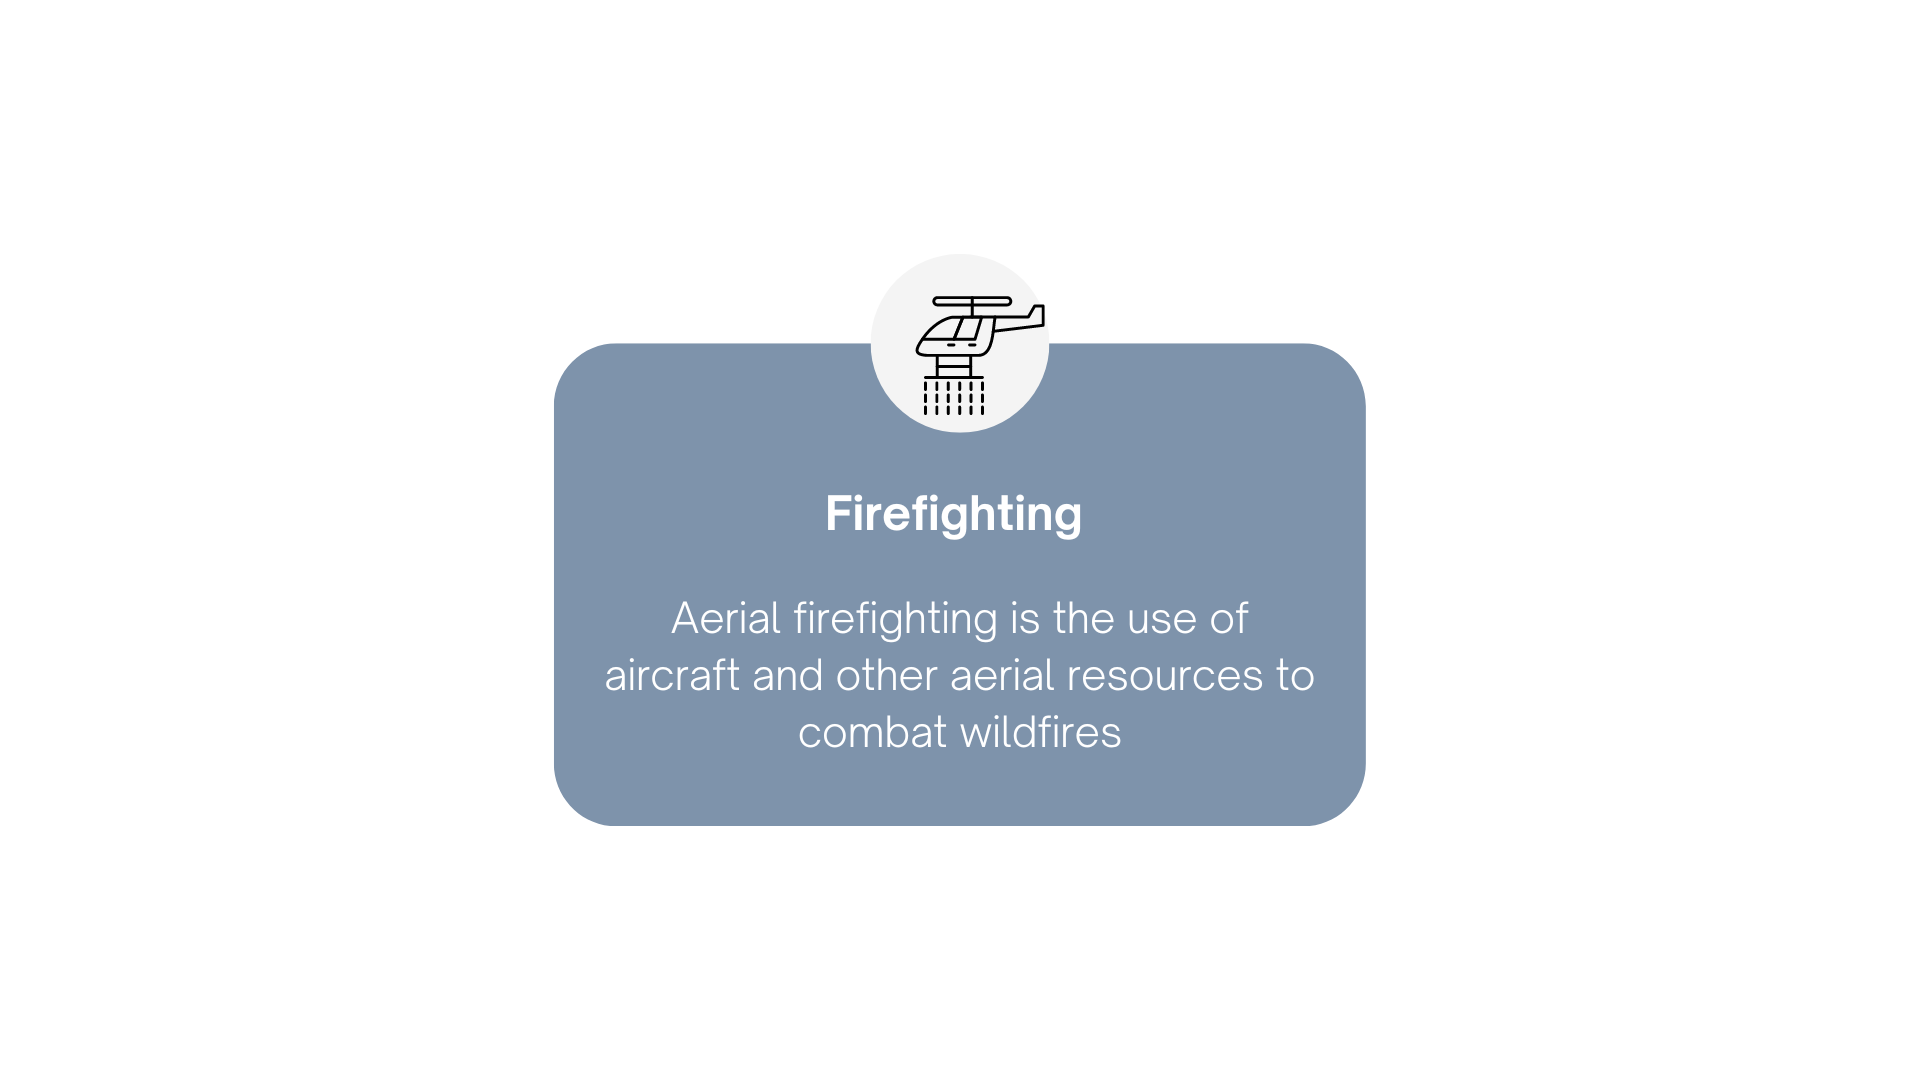 Firefighting
Aerial firefighting is the use of
aircraft and other aerial resources to
combat wildfires